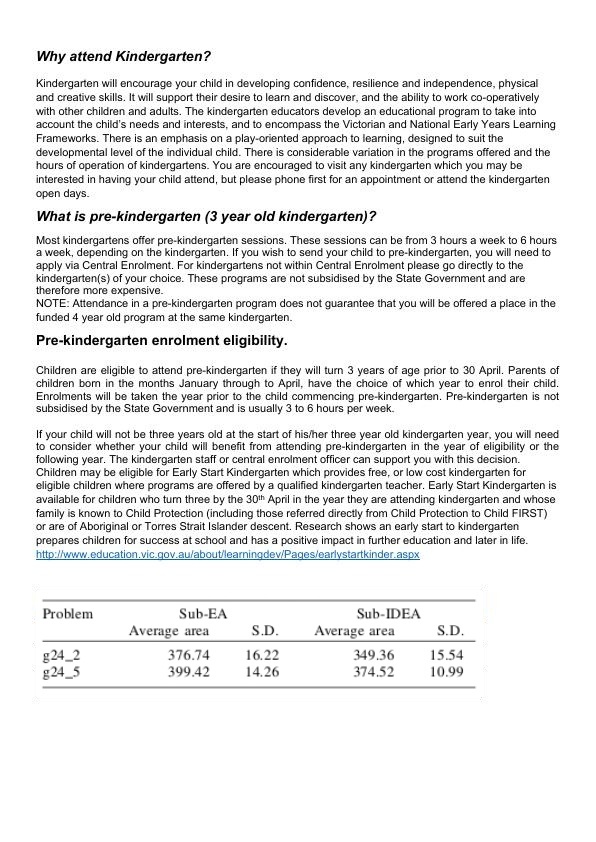 Why attend Kindergarten?
Kindergarten will encourage your child in developing confidence, resilience and independence, physical
and creative skills. It will support their desire to learn and discover, and the ability to work co-operatively
with other children and adults. The kindergarten educators develop an educational program to take into
account the child's needs and interests, and to encompass the Victorian and National Early Years Learning
Frameworks. There is an emphasis on a play-oriented approach to learning, designed to suit the
developmental level of the individual child. There is considerable variation in the programs offered and the
hours of operation of kindergartens. You are encouraged to visit any kindergarten which you may be
interested in having your child attend, but please phone first for an appointment or attend the kindergarten
open days.
What is pre-kindergarten (3 year old kindergarten)?
Most kindergartens offer pre-kindergarten sessions. These sessions can be from 3 hours a week to 6 hours
a week, depending on the kindergarten. If you wish to send your child to pre-kindergarten, you will need to
apply via Central Enrolment. For kindergartens not within Central Enrolment please go directly to the
kindergarten(s) of your choice. These programs are not subsidised by the State Government and are
therefore more expensive.
NOTE: Attendance in a pre-kindergarten program does not guarantee that you will be offered a place in the
funded 4 year old program at the same kindergarten.
Pre-kindergarten enrolment eligibility.
Children are eligible to attend pre-kindergarten if they will turn 3 years of age prior to 30 April. Parents of
children born in the months January through to April, have the choice of which year to enrol their child.
Enrolments will be taken the year prior to the child commencing pre-kindergarten. Pre-kindergarten is not
subsidised by the State Government and is usually 3 to 6 hours per week.
If your child will not be three years old at the start of his/her three year old kindergarten year, you will need
to consider whether your child will benefit from attending pre-kindergarten in the year of eligibility or the
following year. The kindergarten staff or central enrolment officer can support you with this decision.
Children may be eligible for Early Start Kindergarten which provides free, or low cost kindergarten for
eligible children where programs are offered by a qualified kindergarten teacher. Early Start Kindergarten is
available for children who turn three by the 30th April in the year they are attending kindergarten and whose
family is known to Child Protection (including those referred directly from Child Protection to Child FIRST)
or are of Aboriginal or Torres Strait Islander descent. Research shows an early start to kindergarten
prepares children for success at school and has a positive impact in further education and later in life.
http://www.education.vic.gov.au/about/learningdev/Pages/earlystartkinder.aspx
Problem Sub-EA Sub-IDEA
Average area S.D. Average area S.D.
g24_2 376.74 16.22 349.36 15.54
g24_5 399.42 14.26 374.52 10.99